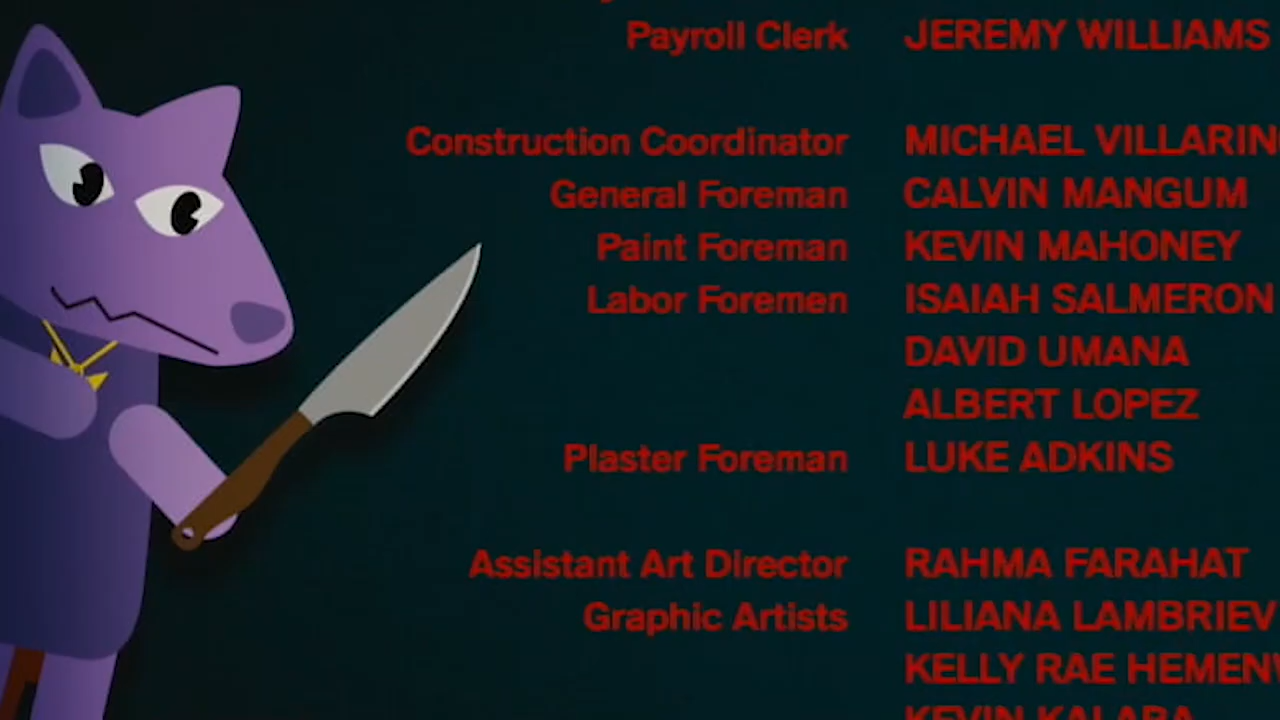 Payroll Clerk JEREMY WILLIAMS
Construction Coordinator MICHAEL VILLARIN
General Foreman CALVIN MANGUM
Paint Foreman KEVIN MAHONEY
Labor Foremen ISAIAH SALMERON
DAVID UMANA
ALBERT LOPEZ
Plaster Foreman LUKE ADKINS
Assistant Art Director RAHMA FARAHAT
Graphic Artists LILIANA LAMBRIEV
KELLY RAE
KEVIN KALABA